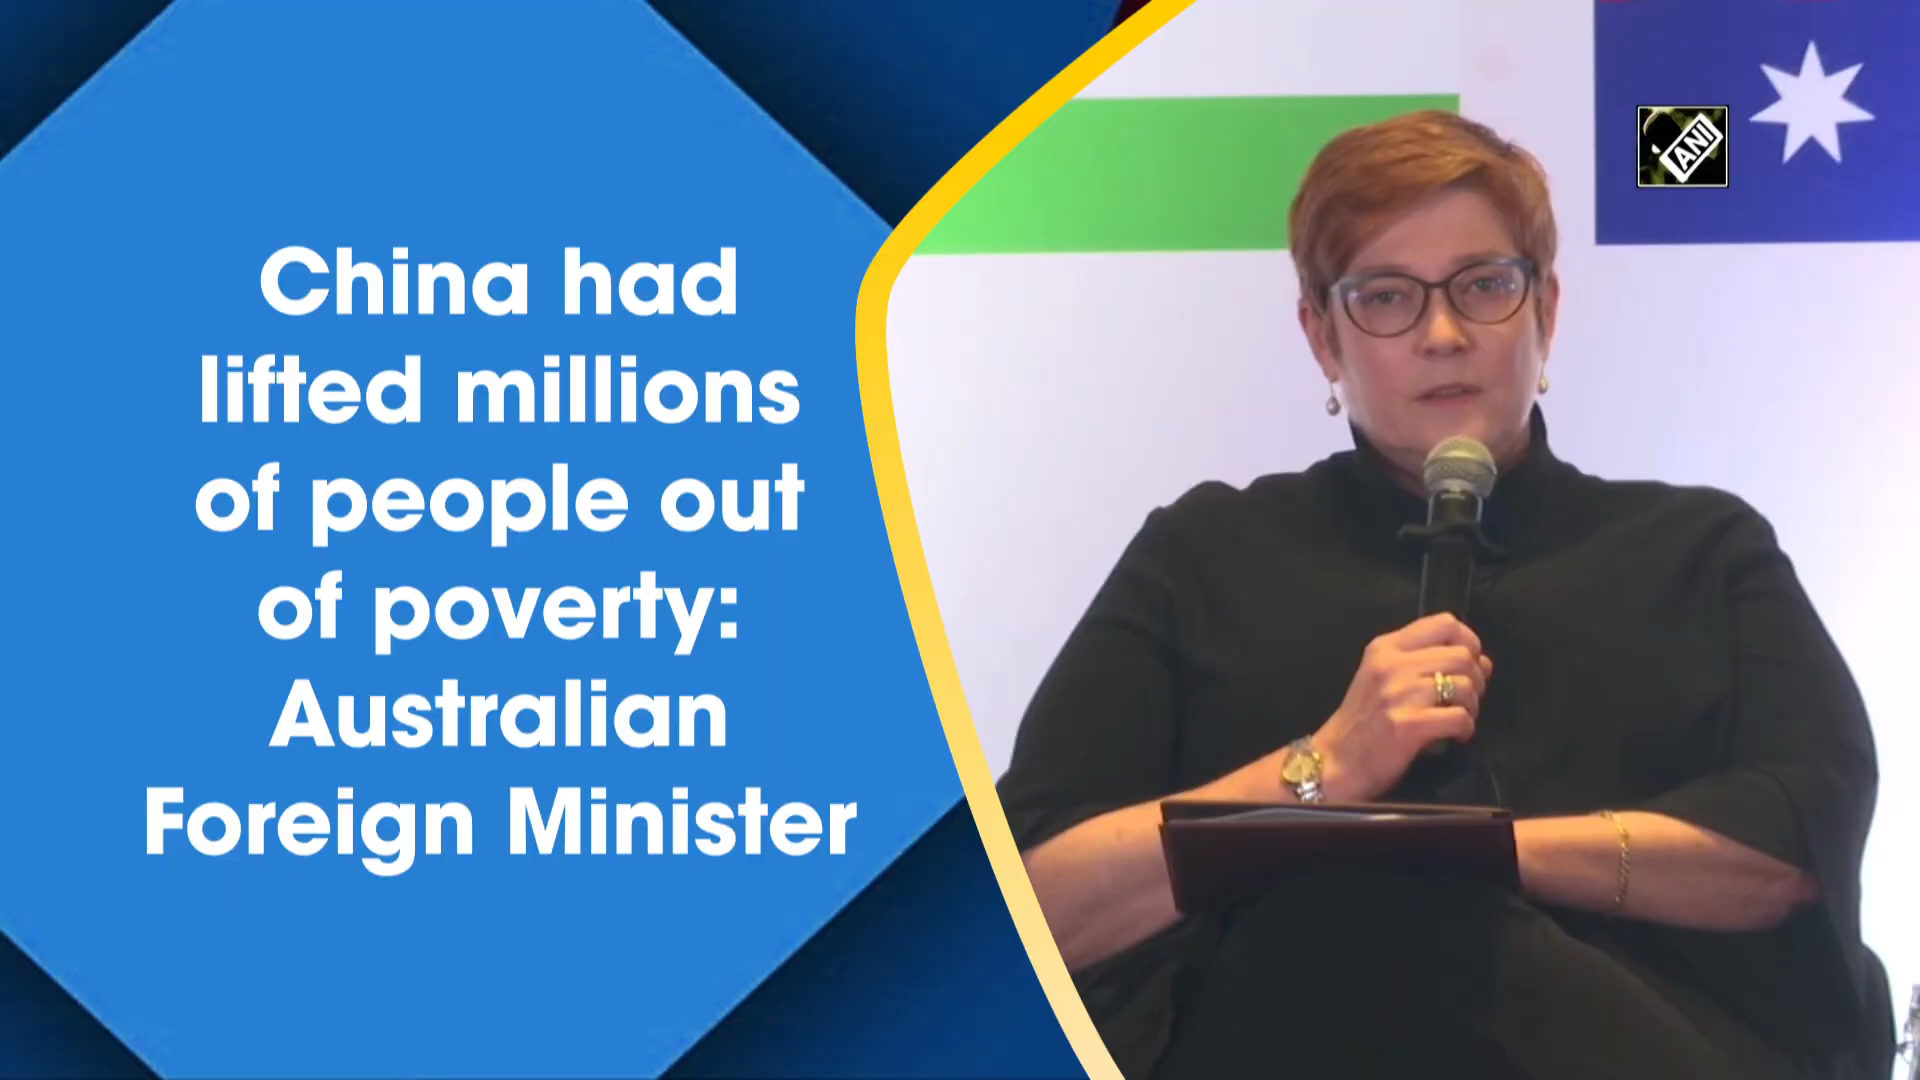 China had
lifted millions
of people out
of poverty:
Australian
Foreign Minister
ANI